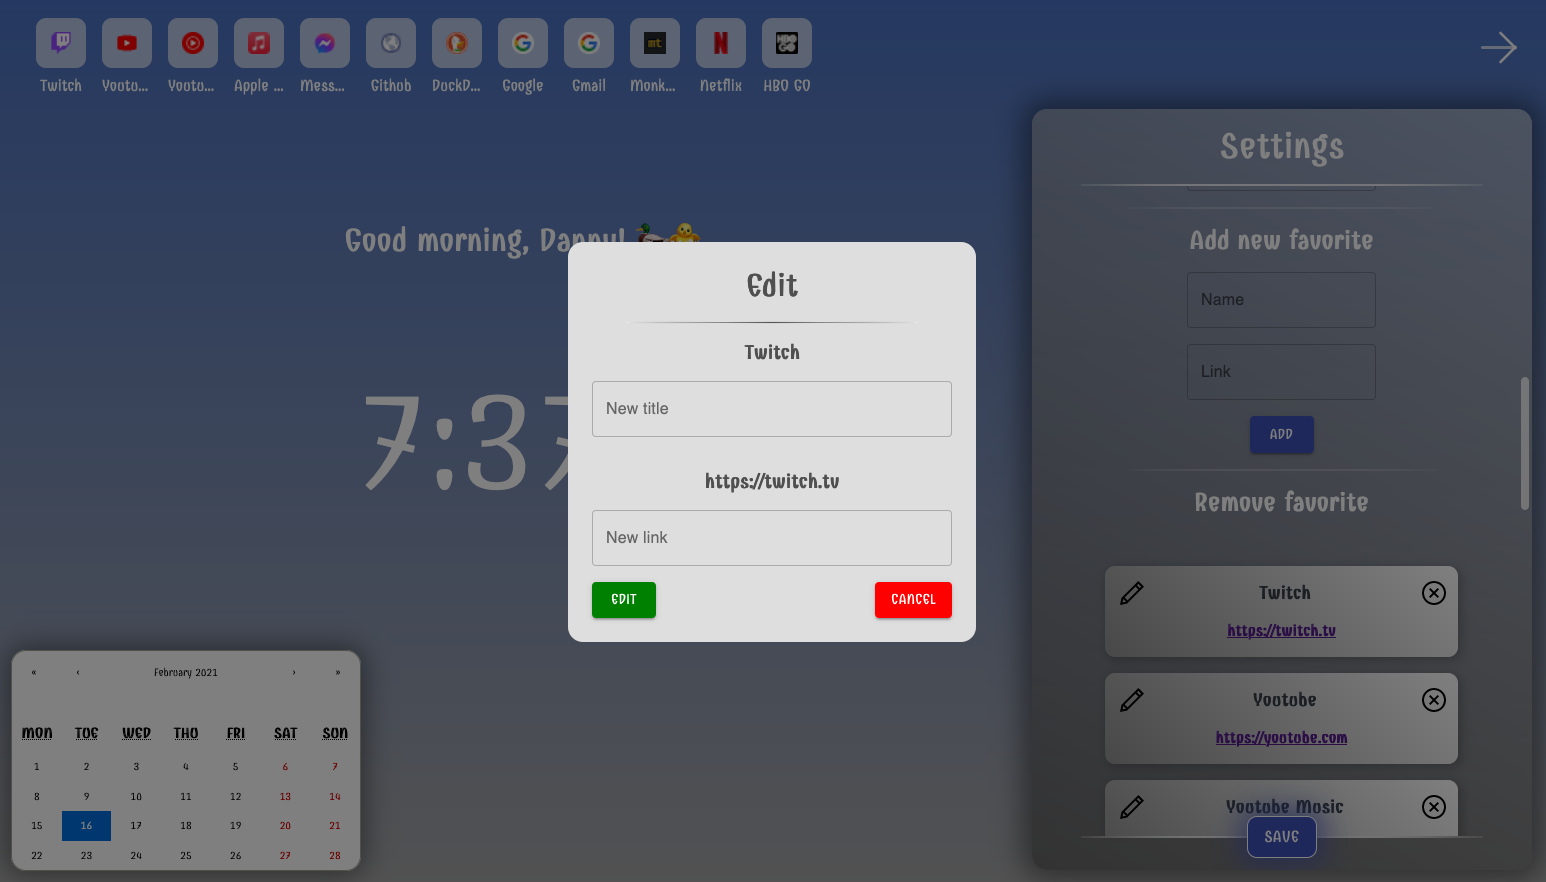 Twitch Youtu... Youtu... Apple ... Mess... Github DuckD... Google Gmail Monk... Netflix HBO GO
Good morning, Danny!
7:37
Edit
Twitch
New title
https://twitch.tv
New link
EDIT CANCEL
Settings
Add new favorite
Name
Link
ADD
Remove favorite
Twitch
https://twitch.tv
Youtube
https://youtube.com
Youtube Music
SAVE
« ‹ February 2021 › »
MON TUE WED THU FRI SAT SUN
1 2 3 4 5 6 7
8 9 10 11 12 13 14
15 16 17 18 19 20 21
22 23 24 25 26 27 28